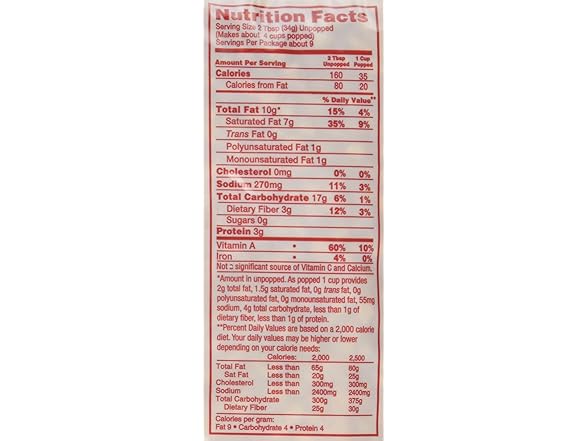 Nutrition Facts
Serving Size 2 Tbsp (34g) Unpopped
(Makes about 4 cups popped)
Servings Per Package about 9
Amount Per Serving 2 Tbsp Unpopped 1 Cup Popped
Calories 160 35
Calories from Fat 80 20
% Daily Value**
Total Fat 10g* 15% 4%
Saturated Fat 7g 35% 9%
Trans Fat 0g
Polyunsaturated Fat 1g
Monounsaturated Fat 1g
Cholesterol 0mg 0% 0%
Sodium 270mg 11% 3%
Total Carbohydrate 17g 6% 1%
Dietary Fiber 3g 12% 3%
Sugars 0g
Protein 3g
Vitamin A • 60% 10%
Iron • 4% 0%
Not a significant source of Vitamin C and Calcium.
*Amount in unpopped. As popped 1 cup provides
2g total fat, 1.5g saturated fat, 0g trans fat, 0g
polyunsaturated fat, 0g monounsaturated fat, 55mg
sodium, 4g total carbohydrate, less than 1g of
dietary fiber, less than 1g of protein.
**Percent Daily Values are based on a 2,000 calorie
diet. Your daily values may be higher or lower
depending on your calorie needs:
Calories: 2,000 2,500
Total Fat Less than 65g 80g
Sat Fat Less than 20g 25g
Cholesterol Less than 300mg 300mg
Sodium Less than 2400mg 2400mg
Total Carbohydrate 300g 375g
Dietary Fiber 25g 30g
Calories per gram:
Fat 9 • Carbohydrate 4 • Protein 4